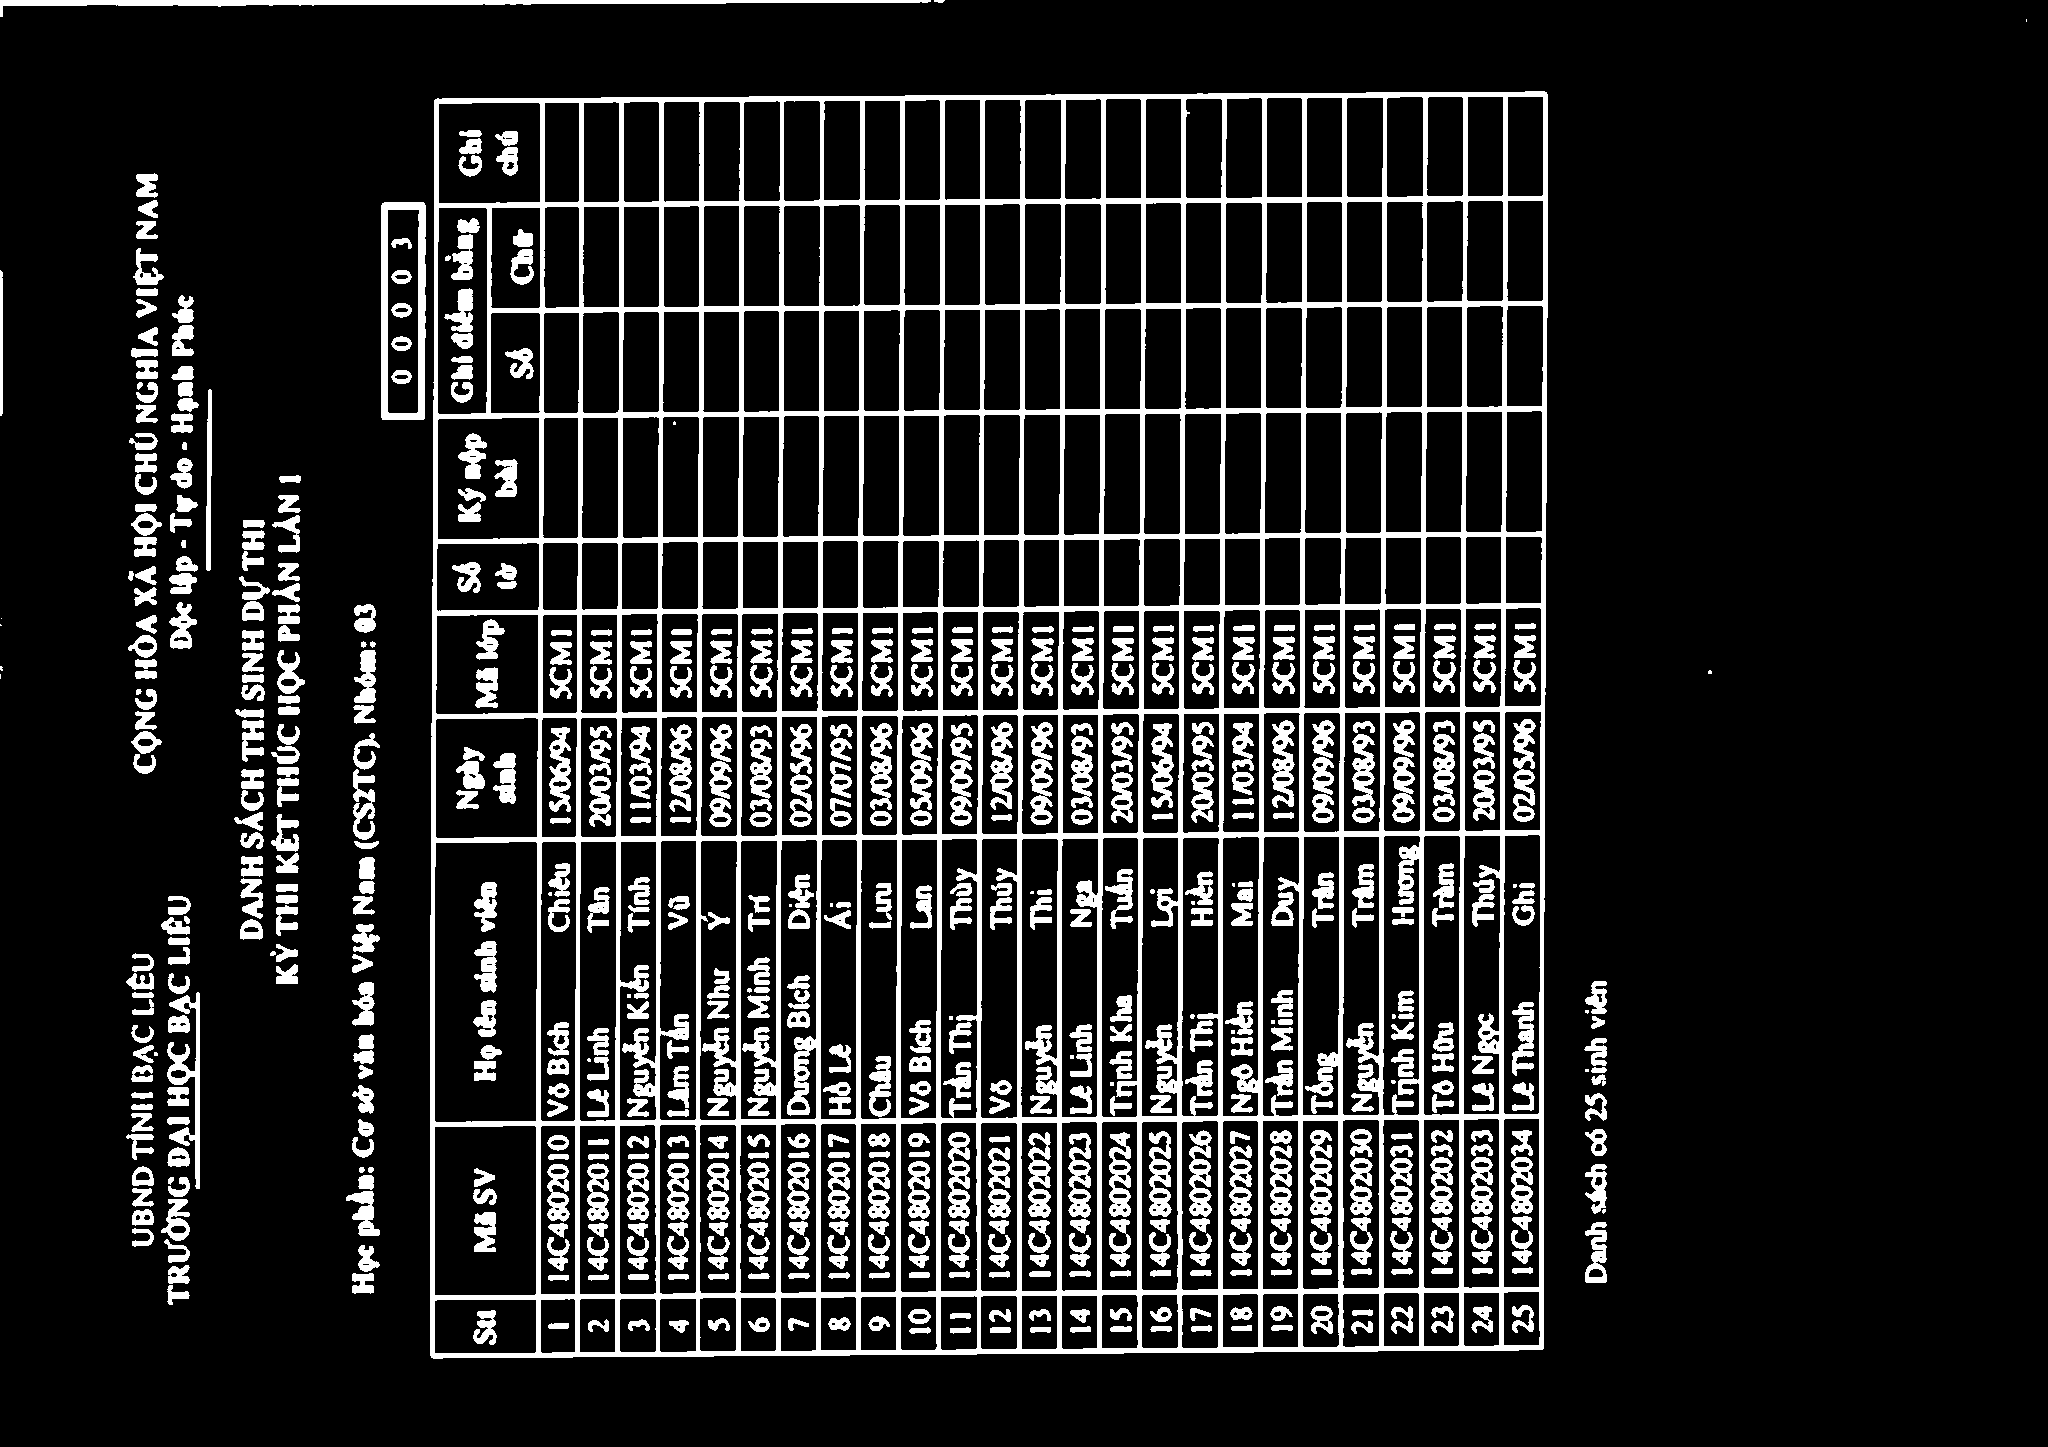 UBND TỈNH BẠC LIÊU
TRƯỜNG ĐẠI HỌC BẠC LIÊU
CỘNG HÒA XÃ HỘI CHỦ NGHĨA VIỆT NAM
Độc lập - Tự do - Hạnh Phúc
DANH SÁCH THÍ SINH DỰ THI
KỲ THI KẾT THÚC HỌC PHẦN LẦN 1
Học phần: Cơ sở văn hóa Việt Nam (CS2TC). Nhóm: 03
0 0 0 0 3
Stt Mã SV Họ tên sinh viên Ngày sinh Mã lớp Số tờ Ký nộp bài Ghi điểm bằng Số Chữ Ghi chú
1 14C4802010 Võ Bích Chiêu 15/06/94 5CM1
2 14C4802011 Lê Linh Tân 20/03/95 5CM1
3 14C4802012 Nguyễn Kiến Tính 11/03/94 5CM1
4 14C4802013 Lâm Tấn Vũ 12/08/96 5CM1
5 14C4802014 Nguyễn Như Ý 09/09/96 5CM1
6 14C4802015 Nguyễn Minh Trí 03/08/93 5CM1
7 14C4802016 Dương Bích Diện 02/05/96 5CM1
8 14C4802017 Hồ Lê Ái 07/07/95 5CM1
9 14C4802018 Châu Lưu 03/08/96 5CM1
10 14C4802019 Võ Bích Lan 05/09/96 5CM1
11 14C4802020 Trần Thị Thùy 09/09/95 5CM1
12 14C4802021 Võ Thúy 12/08/96 5CM1
13 14C4802022 Nguyễn Thi 09/09/96 5CM1
14 14C4802023 Lê Linh Nga 03/08/93 5CM1
15 14C4802024 Trịnh Kha Tuấn 20/03/95 5CM1
16 14C4802025 Nguyễn Lợi 15/06/94 5CM1
17 14C4802026 Trần Thị Hiền 20/03/95 5CM1
18 14C4802027 Ngô Hiền Mai 11/03/94 5CM1
19 14C4802028 Trần Minh Duy 12/08/96 5CM1
20 14C4802029 Tống Trân 09/09/96 5CM1
21 14C4802030 Nguyễn Trâm 03/08/93 5CM1
22 14C4802031 Trịnh Kim Hương 09/09/96 5CM1
23 14C4802032 Tô Hữu Tràm 03/08/93 5CM1
24 14C4802033 Lê Ngọc Thúy 20/03/95 5CM1
25 14C4802034 Lê Thanh Ghi 02/05/96 5CM1
Danh sách có 25 sinh viên